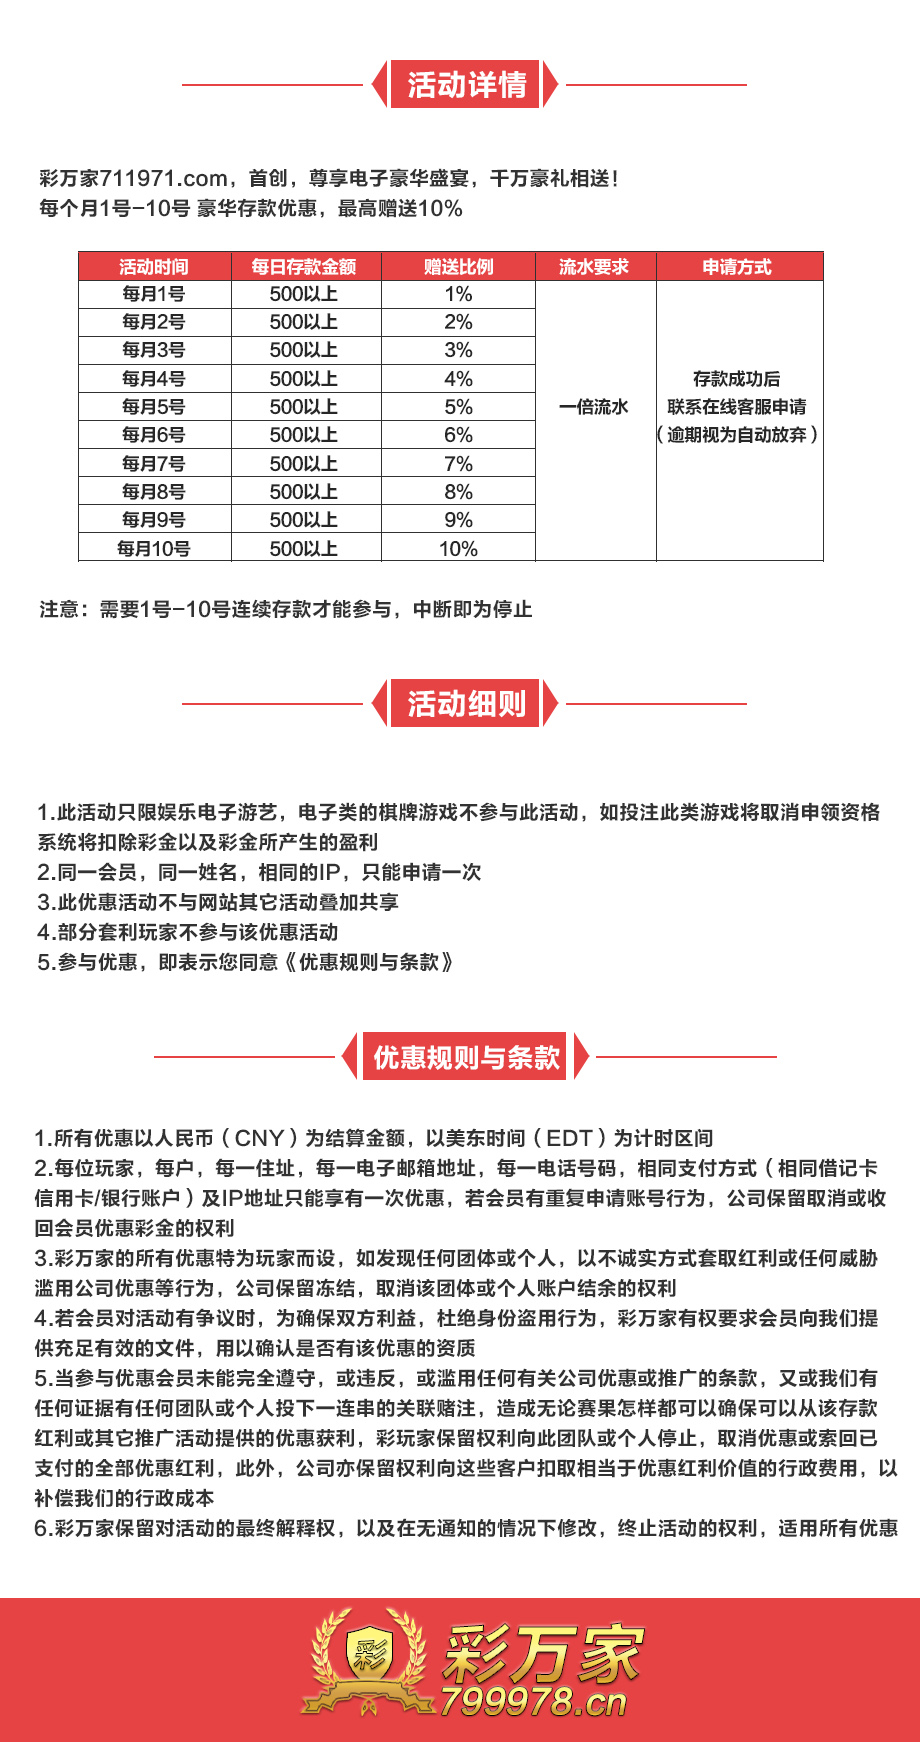 活动详情
彩万家711971.com，首创，尊享电子豪华盛宴，千万豪礼相送！
每个月1号-10号 豪华存款优惠，最高赠送10%
活动时间 每日存款金额 赠送比例 流水要求 申请方式
每月1号 500以上 1%
每月2号 500以上 2%
每月3号 500以上 3%
每月4号 500以上 4% 存款成功后
每月5号 500以上 5% 一倍流水 联系在线客服申请
每月6号 500以上 6% （逾期视为自动放弃）
每月7号 500以上 7%
每月8号 500以上 8%
每月9号 500以上 9%
每月10号 500以上 10%
注意：需要1号-10号连续存款才能参与，中断即为停止
活动细则
1.此活动只限娱乐电子游艺，电子类的棋牌游戏不参与此活动，如投注此类游戏将取消申领资格
系统将扣除彩金以及彩金所产生的盈利
2.同一会员，同一姓名，相同的IP，只能申请一次
3.此优惠活动不与网站其它活动叠加共享
4.部分套利玩家不参与该优惠活动
5.参与优惠，即表示您同意《优惠规则与条款》
优惠规则与条款
1.所有优惠以人民币（CNY）为结算金额，以美东时间（EDT）为计时区间
2.每位玩家，每户，每一住址，每一电子邮箱地址，每一电话号码，相同支付方式（相同借记卡
信用卡/银行账户）及IP地址只能享有一次优惠，若会员有重复申请账号行为，公司保留取消或收
回会员优惠彩金的权利
3.彩万家的所有优惠特为玩家而设，如发现任何团体或个人，以不诚实方式套取红利或任何威胁
滥用公司优惠等行为，公司保留冻结，取消该团体或个人账户结余的权利
4.若会员对活动有争议时，为确保双方利益，杜绝身份盗用行为，彩万家有权要求会员向我们提
供充足有效的文件，用以确认是否有该优惠的资质
5.当参与优惠会员未能完全遵守，或违反，或滥用任何有关公司优惠或推广的条款，又或我们有
任何证据有任何团队或个人投下一连串的关联赌注，造成无论赛果怎样都可以确保可以从该存款
红利或其它推广活动提供的优惠获利，彩玩家保留权利向此团队或个人停止，取消优惠或索回已
支付的全部优惠红利，此外，公司亦保留权利向这些客户扣取相当于优惠红利价值的行政费用，以
补偿我们的行政成本
6.彩万家保留对活动的最终解释权，以及在无通知的情况下修改，终止活动的权利，适用所有优惠
彩 彩万家
799978.cn